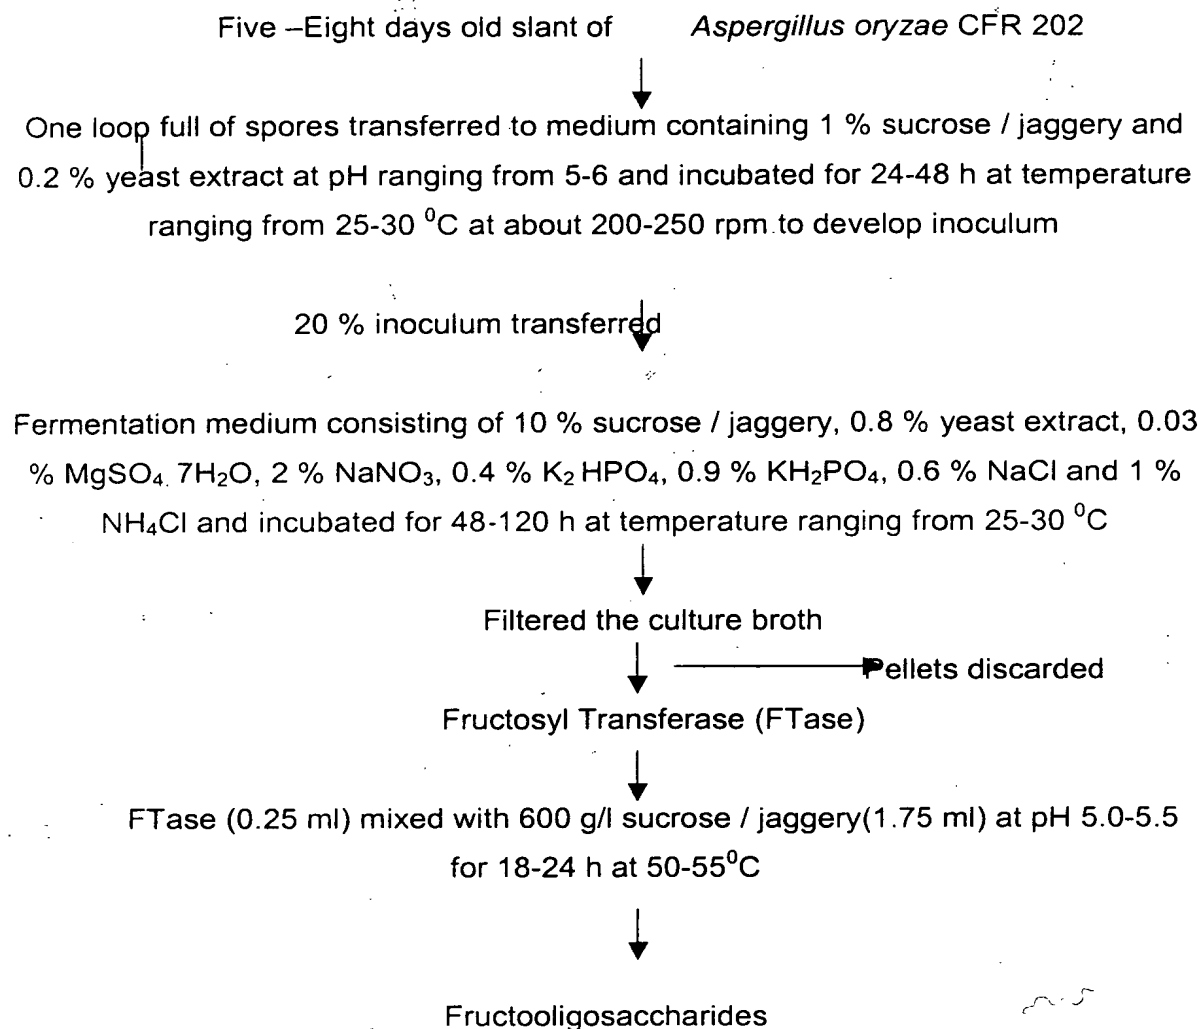 Five –Eight days old slant of Aspergillus oryzae CFR 202
One loop full of spores transferred to medium containing 1 % sucrose / jaggery and
0.2 % yeast extract at pH ranging from 5-6 and incubated for 24-48 h at temperature
ranging from 25-30 ⁰C at about 200-250 rpm to develop inoculum
20 % inoculum transferred
Fermentation medium consisting of 10 % sucrose / jaggery, 0.8 % yeast extract, 0.03
% MgSO₄. 7H₂O, 2 % NaNO₃, 0.4 % K₂ HPO₄, 0.9 % KH₂PO₄, 0.6 % NaCl and 1 %
NH₄Cl and incubated for 48-120 h at temperature ranging from 25-30 ⁰C
Filtered the culture broth
Pellets discarded
Fructosyl Transferase (FTase)
FTase (0.25 ml) mixed with 600 g/l sucrose / jaggery(1.75 ml) at pH 5.0-5.5
for 18-24 h at 50-55⁰C
Fructooligosaccharides